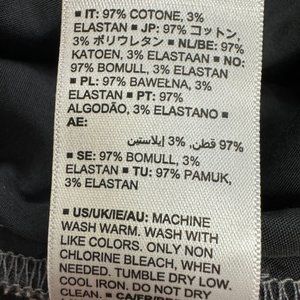 ▪ IT: 97% COTONE, 3%
ELASTAN ▪ JP: 97% コットン,
3% ポリウレタン ▪ NL/BE: 97%
KATOEN, 3% ELASTAAN ▪ NO:
97% BOMULL, 3% ELASTAN
▪ PL: 97% BAWEŁNA, 3%
ELASTAN ▪ PT: 97%
ALGODÃO, 3% ELASTANO ▪
AE:
97% قطن, 3% إيلاستين
▪ SE: 97% BOMULL, 3%
ELASTAN ▪ TU: 97% PAMUK,
3% ELASTAN
▪ US/UK/IE/AU: MACHINE
WASH WARM. WASH WITH
LIKE COLORS. ONLY NON
CHLORINE BLEACH, WHEN
NEEDED. TUMBLE DRY LOW.
COOL IRON. DO NOT DRY
CLEAN. ▪